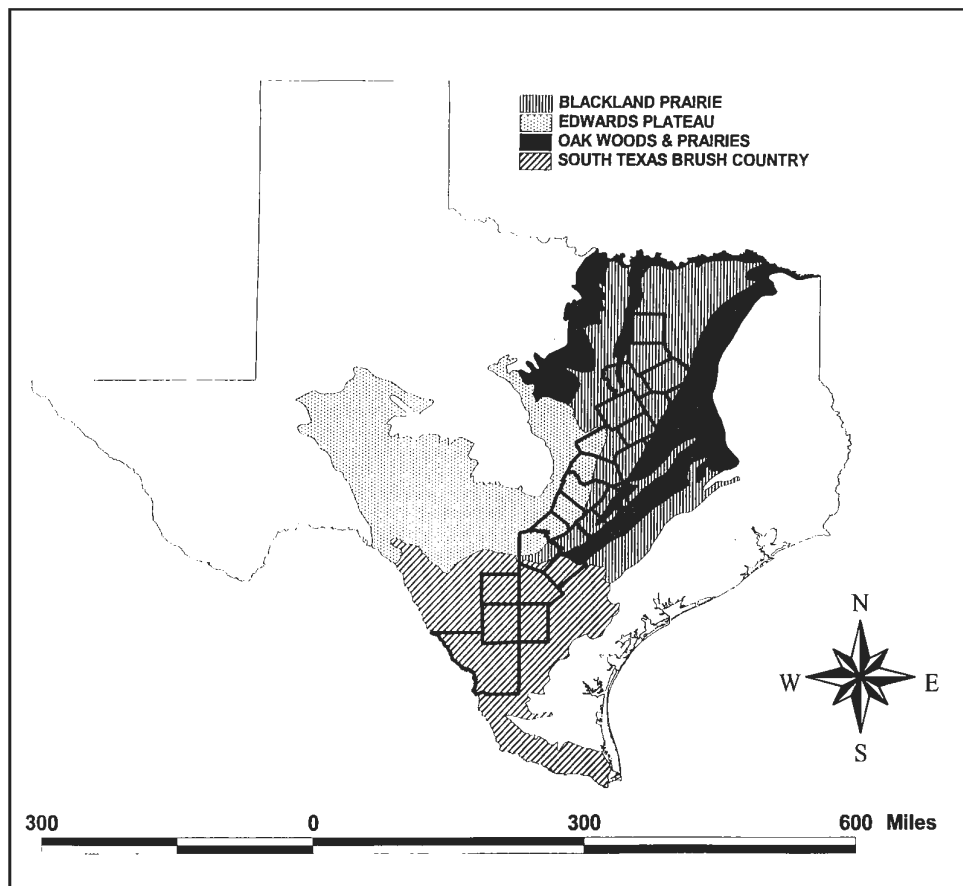 BLACKLAND PRAIRIE
EDWARDS PLATEAU
OAK WOODS & PRAIRIES
SOUTH TEXAS BRUSH COUNTRY
N
W E
S
300 0 300 600 Miles